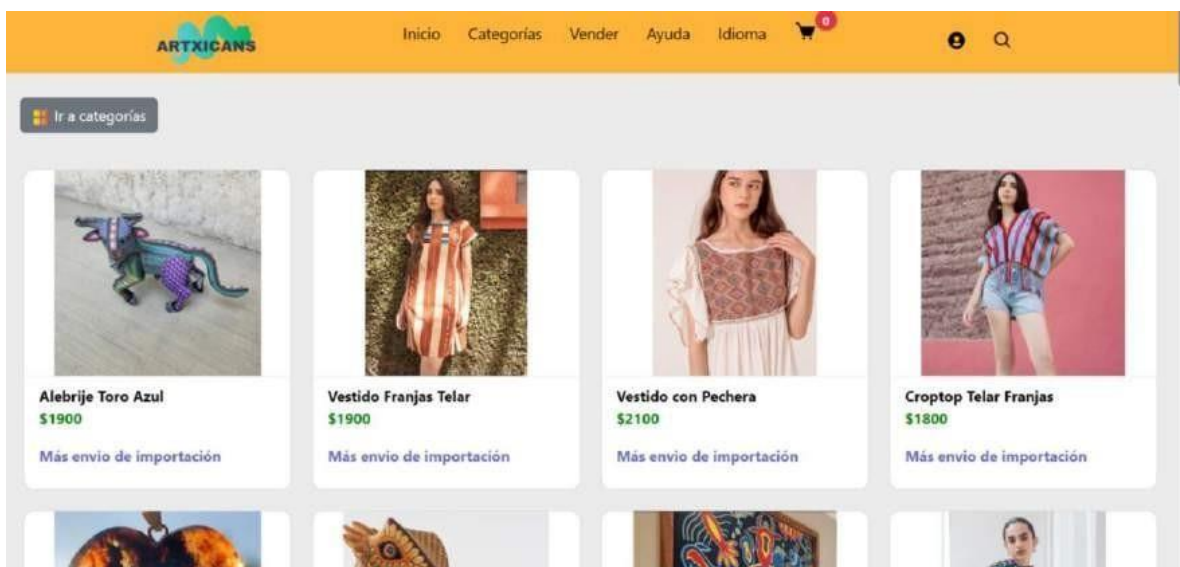 ARTXICANS
Inicio Categorías Vender Ayuda Idioma 0
Ir a categorías
Alebrije Toro Azul
$1900
Más envio de importación
Vestido Franjas Telar
$1900
Más envio de importación
Vestido con Pechera
$2100
Más envio de importación
Croptop Telar Franjas
$1800
Más envio de importación